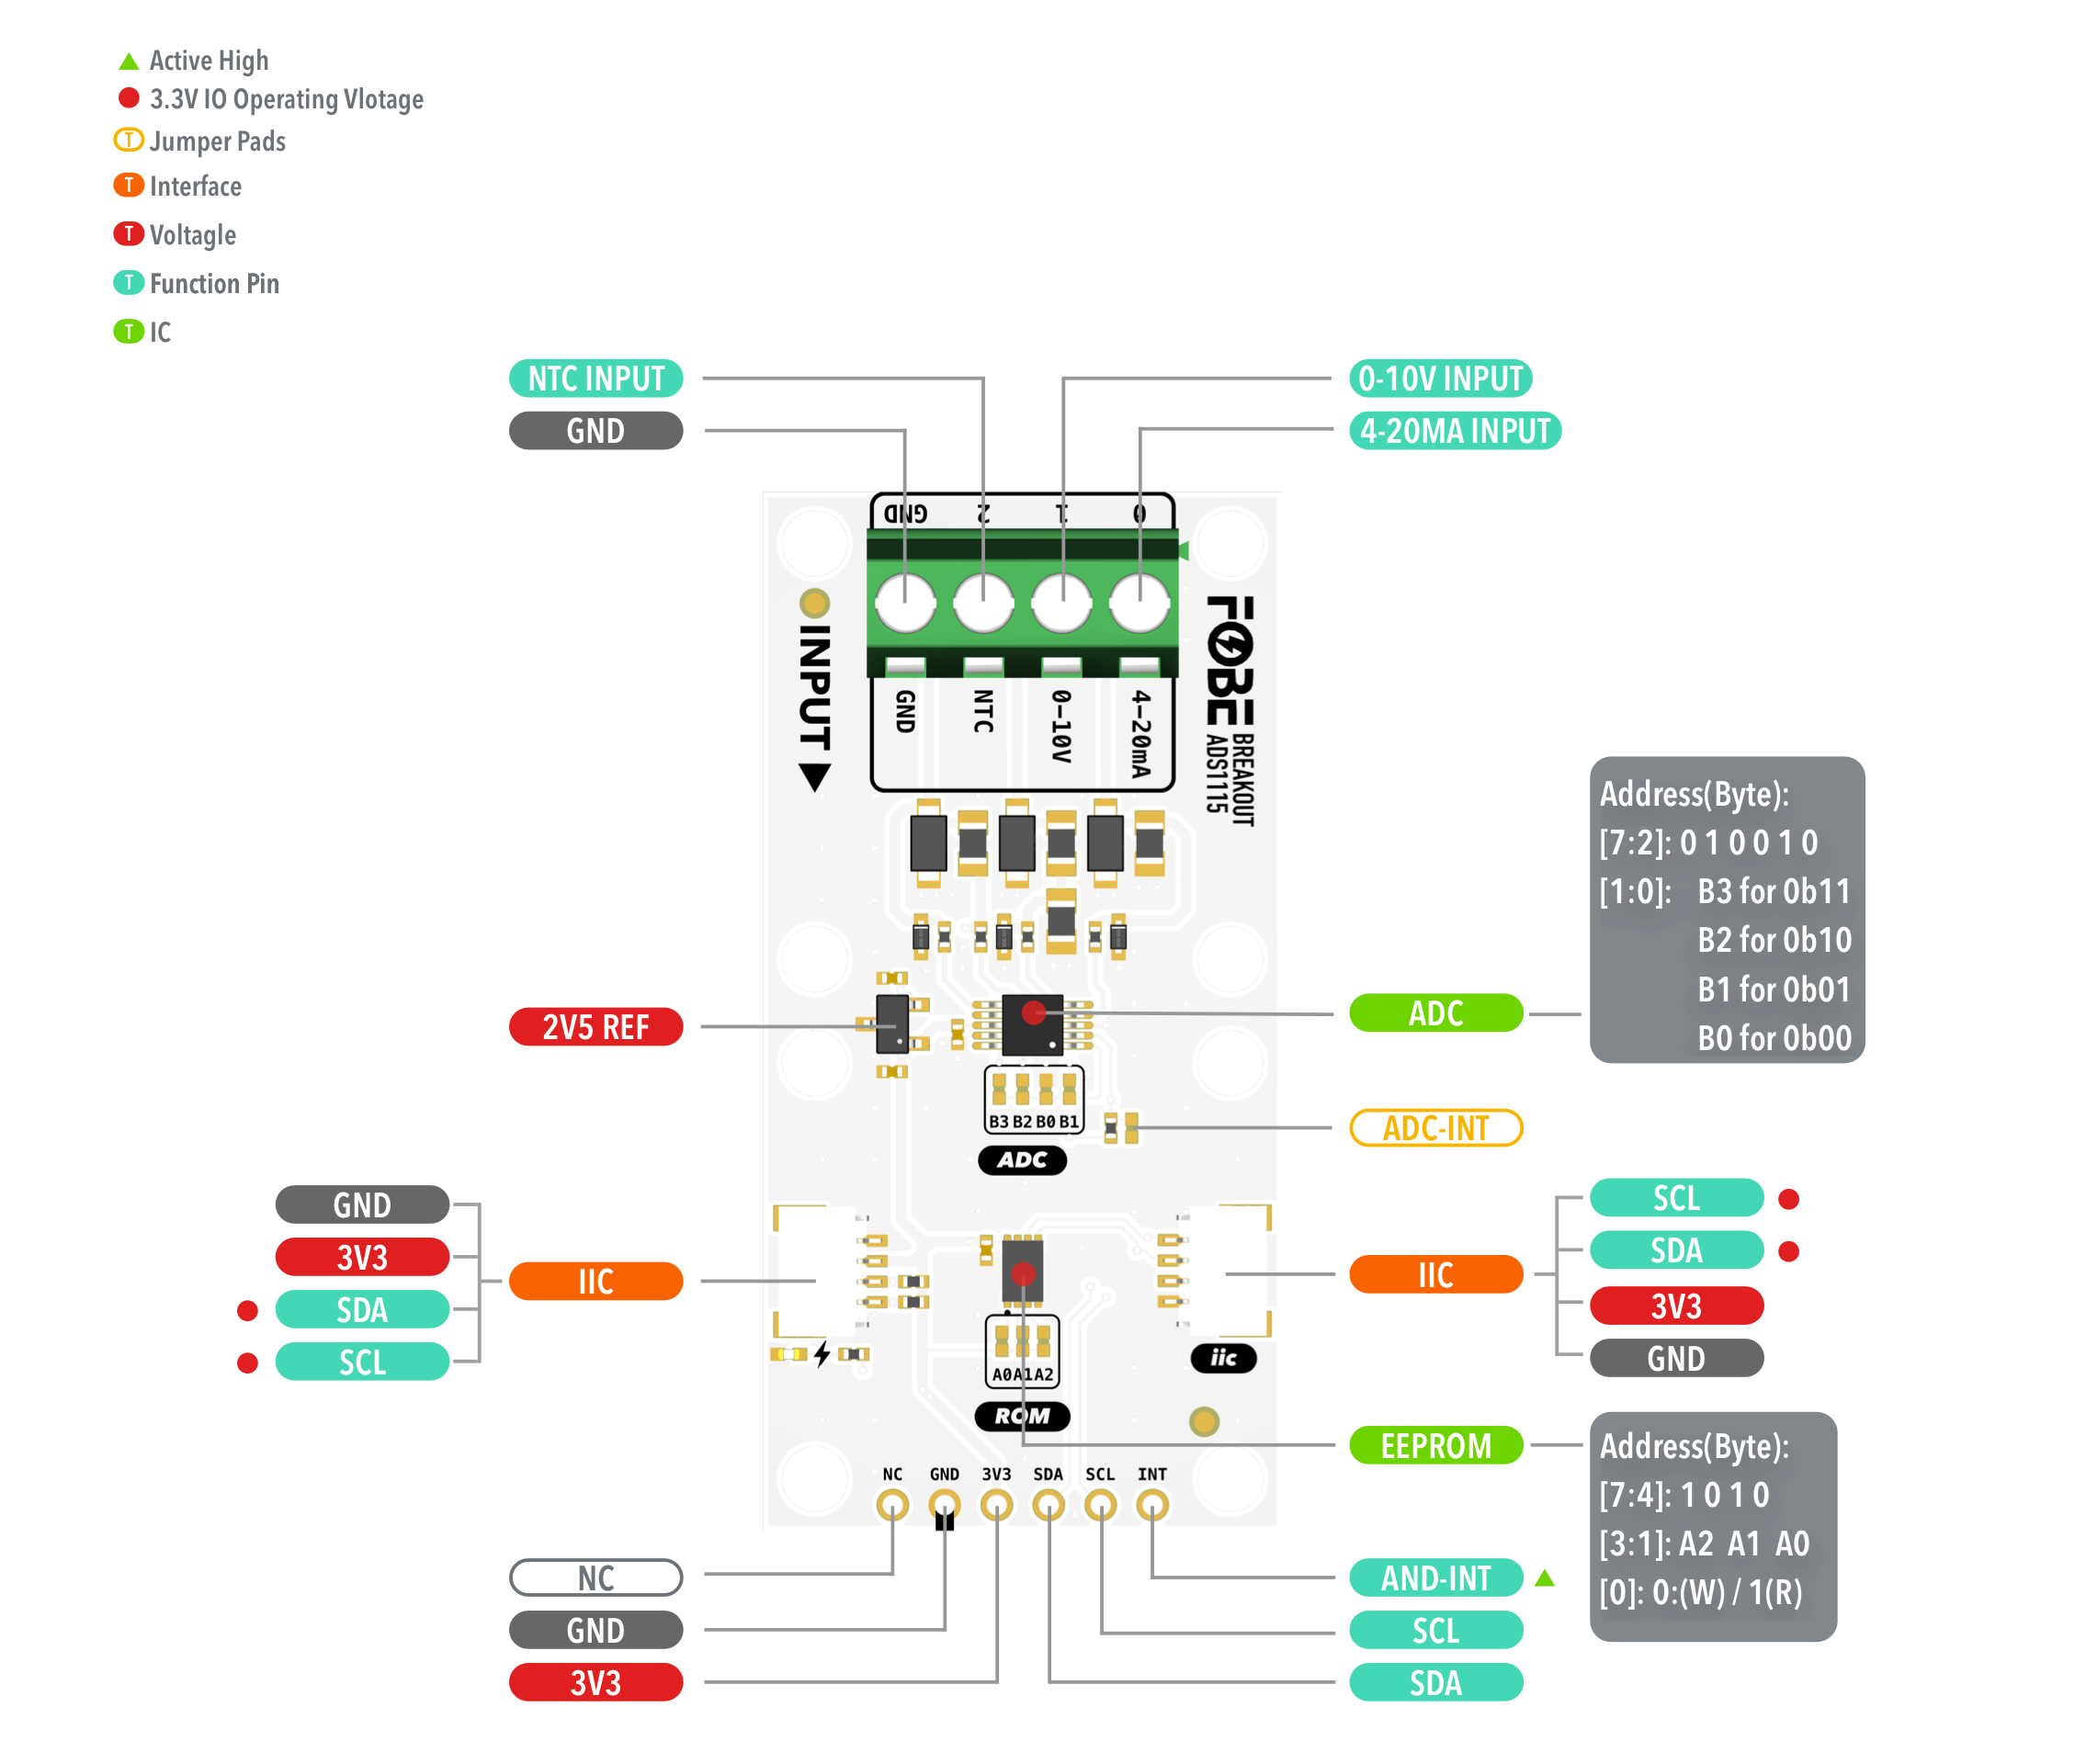 Active High
3.3V IO Operating Vlotage
T Jumper Pads
T Interface
T Voltagle
T Function Pin
T IC
NTC INPUT
GND
0-10V INPUT
4-20MA INPUT
GND 2 1 0
INPUT
FOBE
BREAKOUT
ADS1115
GND NTC 0-10V 4-20mA
2V5 REF
ADC
Address(Byte):
[7:2]: 0 1 0 0 1 0
[1:0]: B3 for 0b11
B2 for 0b10
B1 for 0b01
B0 for 0b00
B3 B2 B0 B1
ADC
ADC-INT
GND
3V3
SDA
SCL
IIC
IIC
SCL
SDA
3V3
GND
iic
A0 A1 A2
ROM
EEPROM
Address(Byte):
[7:4]: 1 0 1 0
[3:1]: A2 A1 A0
[0]: 0:(W) / 1(R)
NC GND 3V3 SDA SCL INT
NC
GND
3V3
AND-INT
SCL
SDA